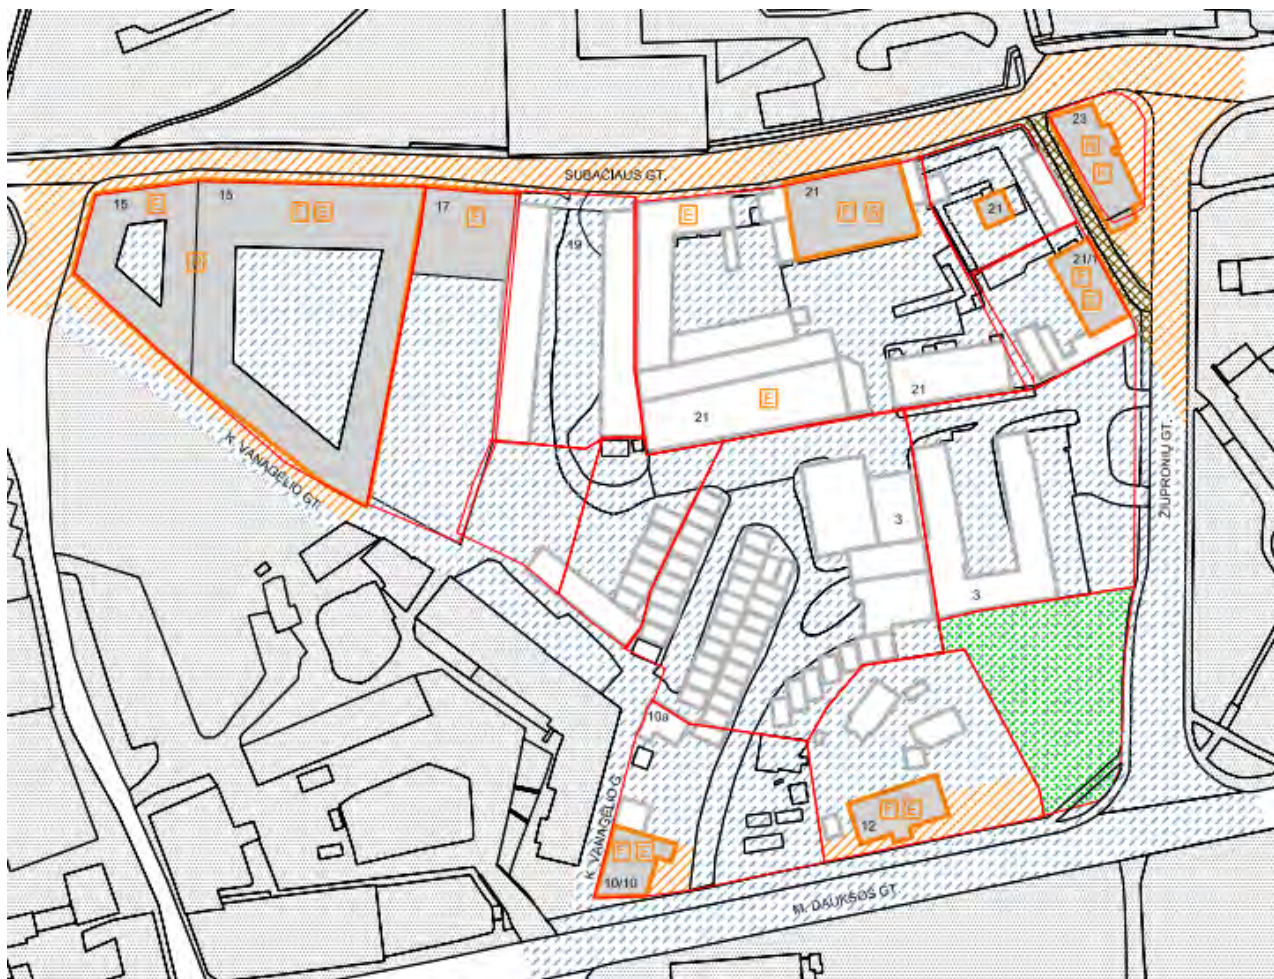 23
SUBAČIAUS GT.
15
E
15
F E
17
F
21
F
E
21
19
21/1
F
21
E
21
K. VANAGĖLIO GT.
ŽIUPRONIŲ GT.
3
3
10a
K. VANAGĖLIO G.
F E
12
F E
10/10
M. DAUKŠOS GT.